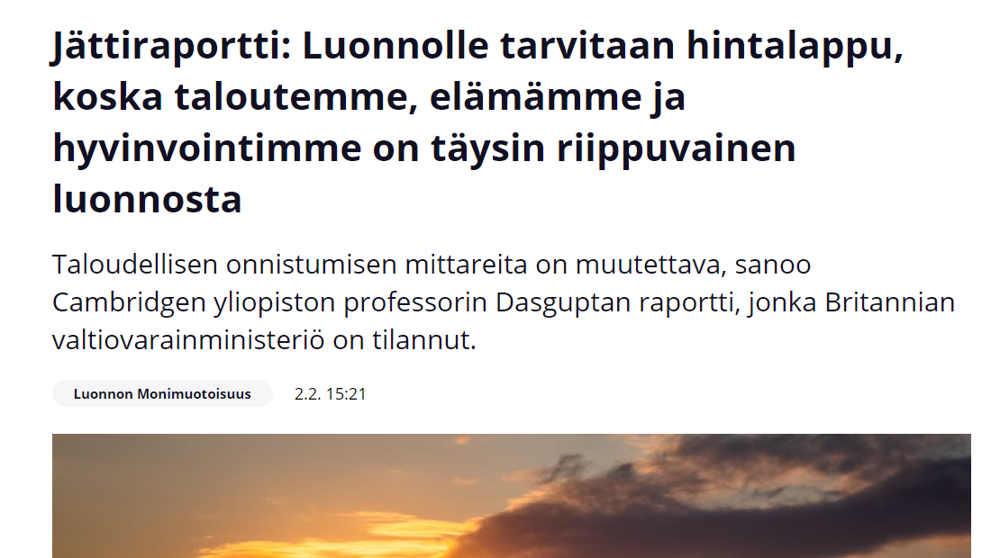 Jättiraportti: Luonnolle tarvitaan hintalappu,
koska taloutemme, elämämme ja
hyvinvointimme on täysin riippuvainen
luonnosta
Taloudellisen onnistumisen mittareita on muutettava, sanoo
Cambridgen yliopiston professorin Dasguptan raportti, jonka Britannian
valtiovarainministeriö on tilannut.
Luonnon Monimuotoisuus 2.2. 15:21